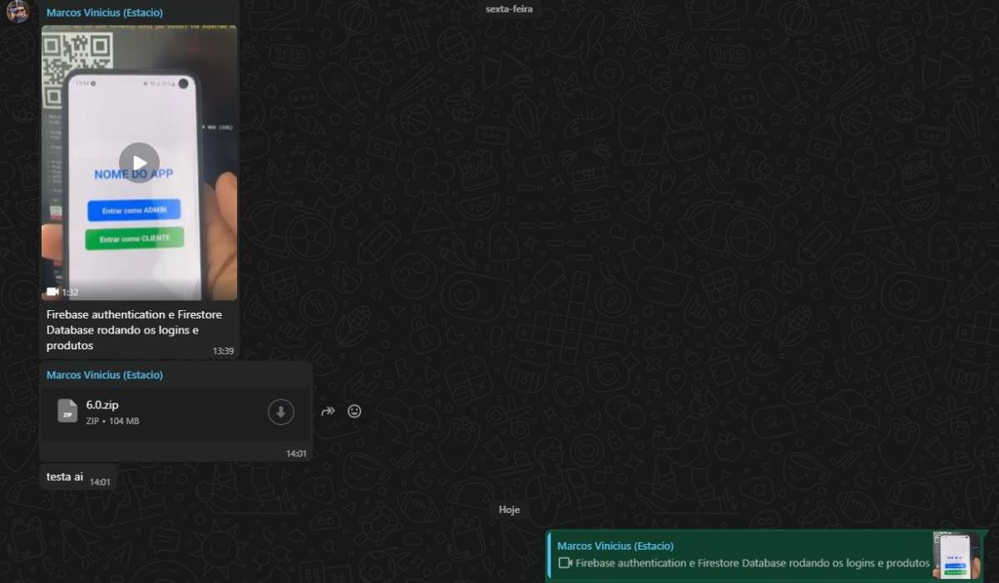 sexta-feira
Marcos Vinicius (Estacio)
NOME DO APP
Entrar como ADMIN
Entrar como CLIENTE
1:32
Firebase authentication e Firestore
Database rodando os logins e
produtos
13:39
Marcos Vinicius (Estacio)
ZIP
6.0.zip
ZIP • 104 MB
14:01
testa ai 14:01
Hoje
Marcos Vinicius (Estacio)
Firebase authentication e Firestore Database rodando os logins e produtos